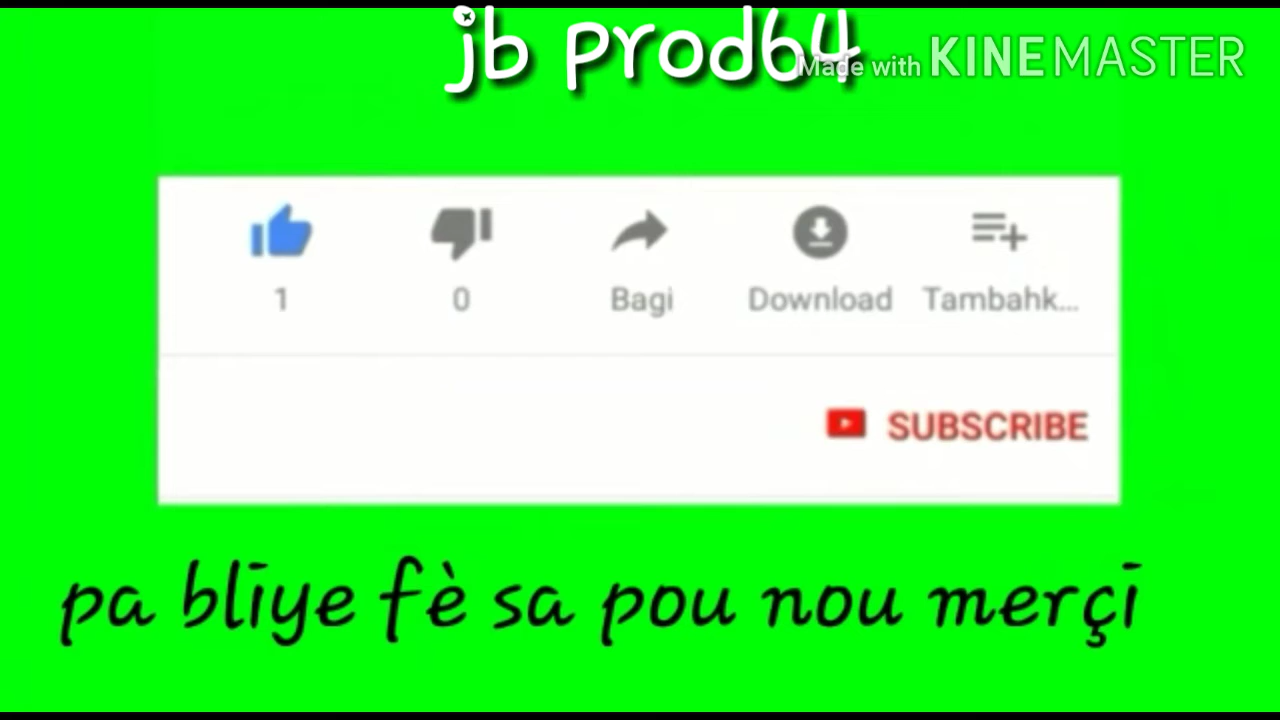 jb prod64
Made with KINEMASTER
1 0 Bagi Download Tambahk...
SUBSCRIBE
pa bliye fè sa pou nou merçi